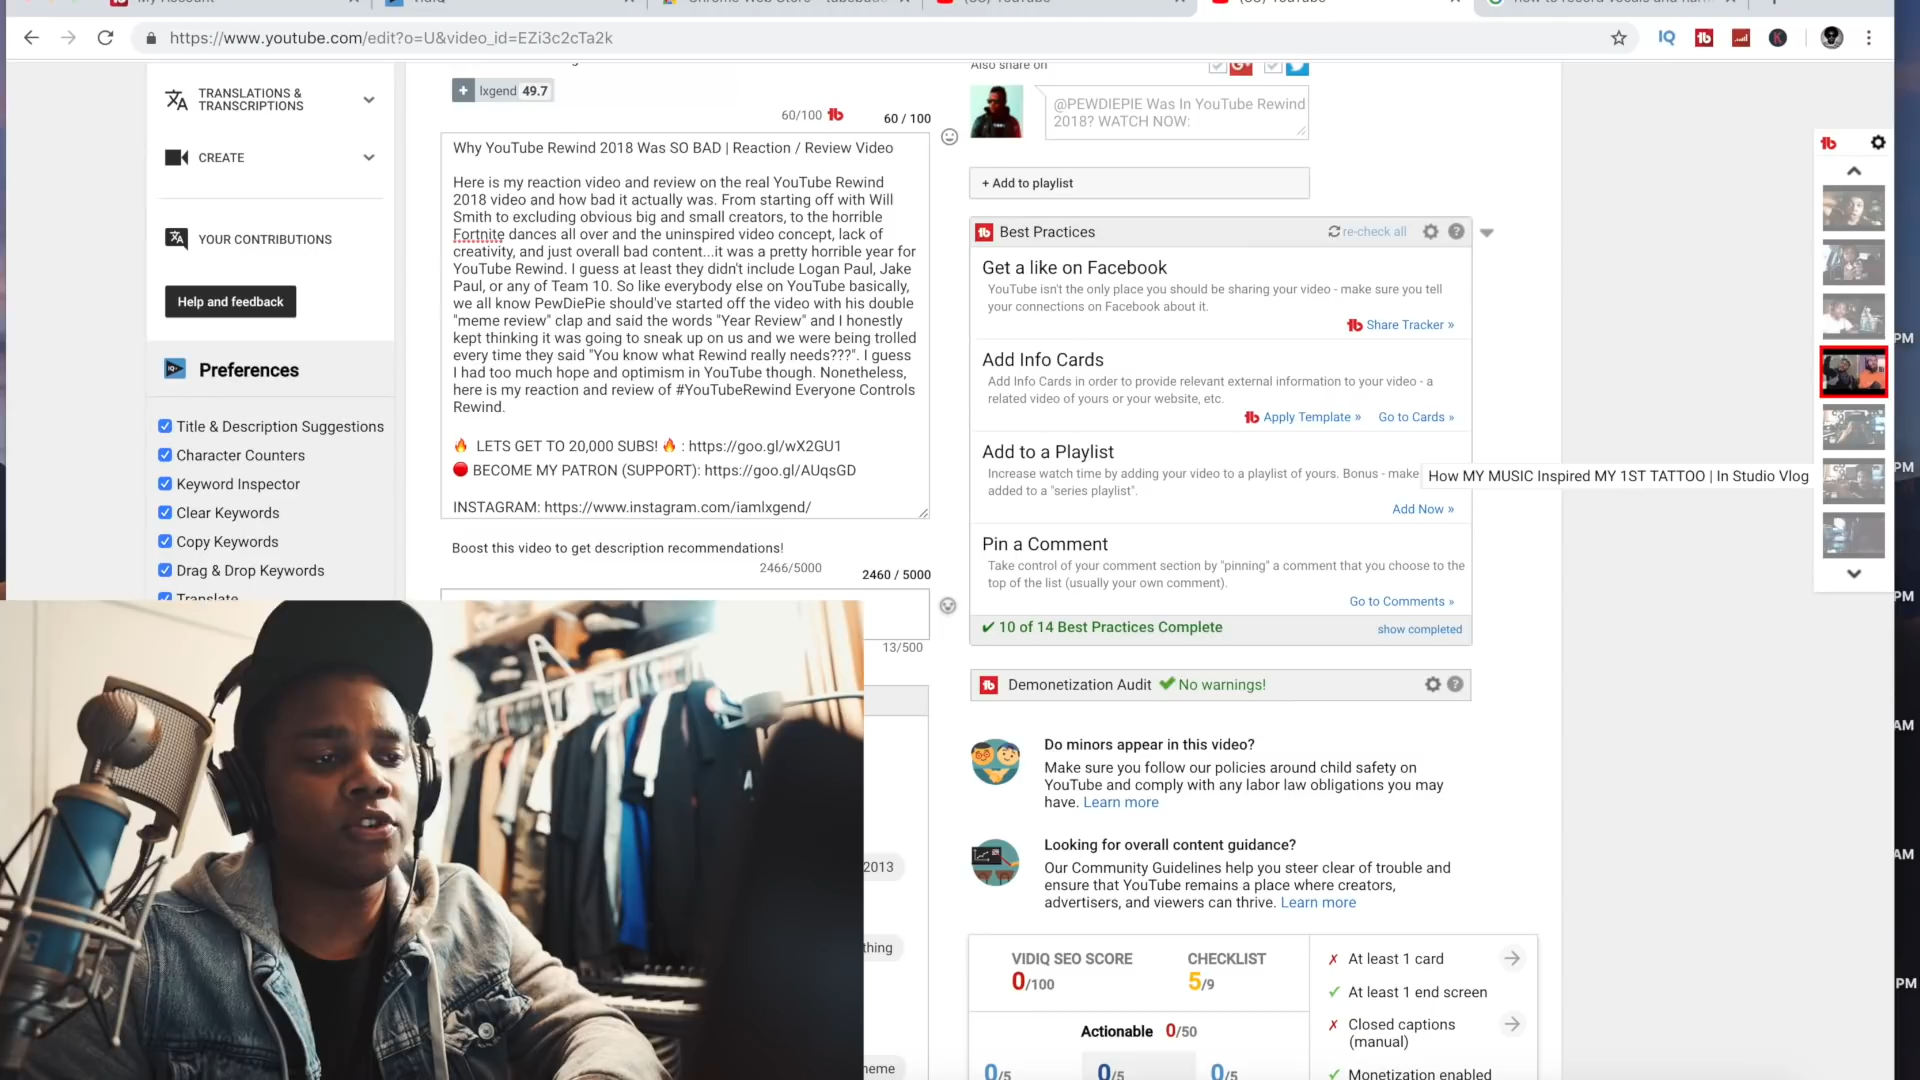 https://www.youtube.com/edit?o=U&video_id=EZi3c2cTa2k
IQ
TRANSLATIONS &
TRANSCRIPTIONS
CREATE
YOUR CONTRIBUTIONS
Help and feedback
Preferences
Title & Description Suggestions
Character Counters
Keyword Inspector
Clear Keywords
Copy Keywords
Drag & Drop Keywords
Translate
+ lxgend 49.7
60/100
60 / 100
Why YouTube Rewind 2018 Was SO BAD | Reaction / Review Video
Here is my reaction video and review on the real YouTube Rewind
2018 video and how bad it actually was. From starting off with Will
Smith to excluding obvious big and small creators, to the horrible
Fortnite dances all over and the uninspired video concept, lack of
creativity, and just overall bad content...it was a pretty horrible year for
YouTube Rewind. I guess at least they didn't include Logan Paul, Jake
Paul, or any of Team 10. So like everybody else on YouTube basically,
we all know PewDiePie should've started off the video with his double
"meme review" clap and said the words "Year Review" and I honestly
kept thinking it was going to sneak up on us and we were being trolled
every time they said "You know what Rewind really needs???". I guess
I had too much hope and optimism in YouTube though. Nonetheless,
here is my reaction and review of #YouTubeRewind Everyone Controls
Rewind.
🔥 LETS GET TO 20,000 SUBS! 🔥 : https://goo.gl/wX2GU1
🔴 BECOME MY PATRON (SUPPORT): https://goo.gl/AUqsGD
INSTAGRAM: https://www.instagram.com/iamlxgend/
Boost this video to get description recommendations!
2466/5000
2460 / 5000
13/500
2013
thing
eme
Also share on
@PEWDIEPIE Was In YouTube Rewind
2018? WATCH NOW:
+ Add to playlist
Best Practices
re-check all
Get a like on Facebook
YouTube isn't the only place you should be sharing your video - make sure you tell
your connections on Facebook about it.
Share Tracker »
Add Info Cards
Add Info Cards in order to provide relevant external information to your video - a
related video of yours or your website, etc.
Apply Template » Go to Cards »
Add to a Playlist
Increase watch time by adding your video to a playlist of yours. Bonus - make
added to a "series playlist".
Add Now »
How MY MUSIC Inspired MY 1ST TATTOO | In Studio Vlog
Pin a Comment
Take control of your comment section by "pinning" a comment that you choose to the
top of the list (usually your own comment).
Go to Comments »
✔ 10 of 14 Best Practices Complete
show completed
Demonetization Audit ✔ No warnings!
Do minors appear in this video?
Make sure you follow our policies around child safety on
YouTube and comply with any labor law obligations you may
have. Learn more
Looking for overall content guidance?
Our Community Guidelines help you steer clear of trouble and
ensure that YouTube remains a place where creators,
advertisers, and viewers can thrive. Learn more
VIDIQ SEO SCORE
0/100
CHECKLIST
5/9
Actionable 0/50
0/5
0/5
0/5
✗ At least 1 card
✓ At least 1 end screen
✗ Closed captions
(manual)
✓ Monetization enabled
PM
PM
PM
AM
AM
PM